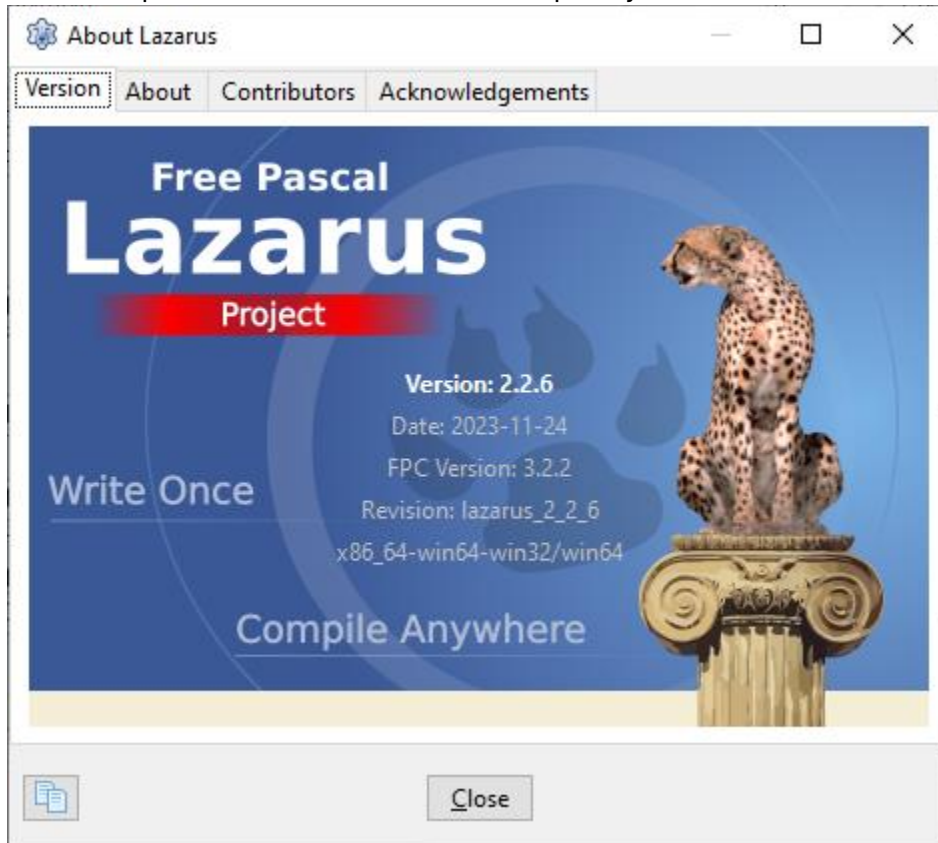 About Lazarus
Version About Contributors Acknowledgements
Free Pascal
Lazarus
Project
Version: 2.2.6
Date: 2023-11-24
FPC Version: 3.2.2
Write Once
Revision: lazarus_2_2_6
x86_64-win64-win32/win64
Compile Anywhere
Close